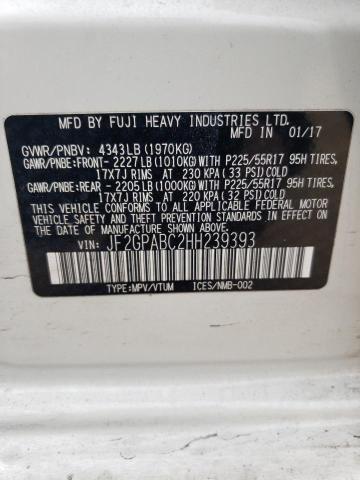 MFD BY FUJI HEAVY INDUSTRIES LTD.
IN 01/17
GVWR/PNBV: 4343LB (1970KG)
GAWR/PNBE:FRONT- 2227LB(1010KG)WITH P225/55R17 95H TIRES,
17X7J RIMS AT 230 KPA (33 PSI)COLD
GAWR/PNBE:REAR - 2205LB(1000KG)WITH P225/55R17 95H TIRES,
17X7J RIMS AT 220 KPA (32 PSI)COLD
THIS VEHICLE CONFORMS TO ALL APPLICABLE FEDERAL MOTOR
VEHICLE SAFETY AND THEFT PREVENTION STANDARDS IN EFFECT ON
THE DATE OF MANUFACTURE SHOWN ABOVE.
VIN: JF2GPABC2HH239393
TYPE:MPV/VTUM ICES/NMB-002